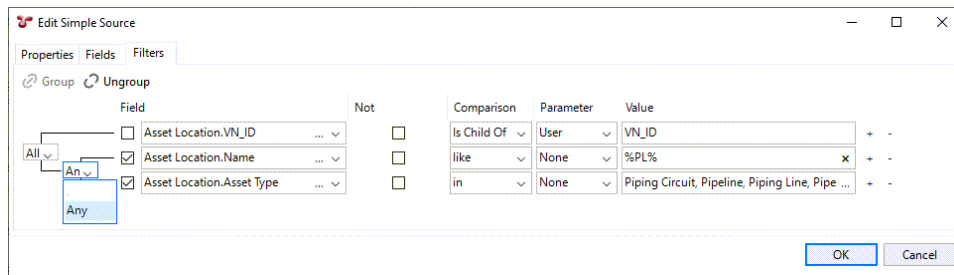 Edit Simple Source
Properties Fields Filters
Group Ungroup
Field Not Comparison Parameter Value
Asset Location.VN_ID ... Is Child Of User VN_ID + -
All
Asset Location.Name ... like None %PL% × + -
An
Asset Location.Asset Type ... in None Piping Circuit, Pipeline, Piping Line, Pipe ... + -
Any
OK Cancel